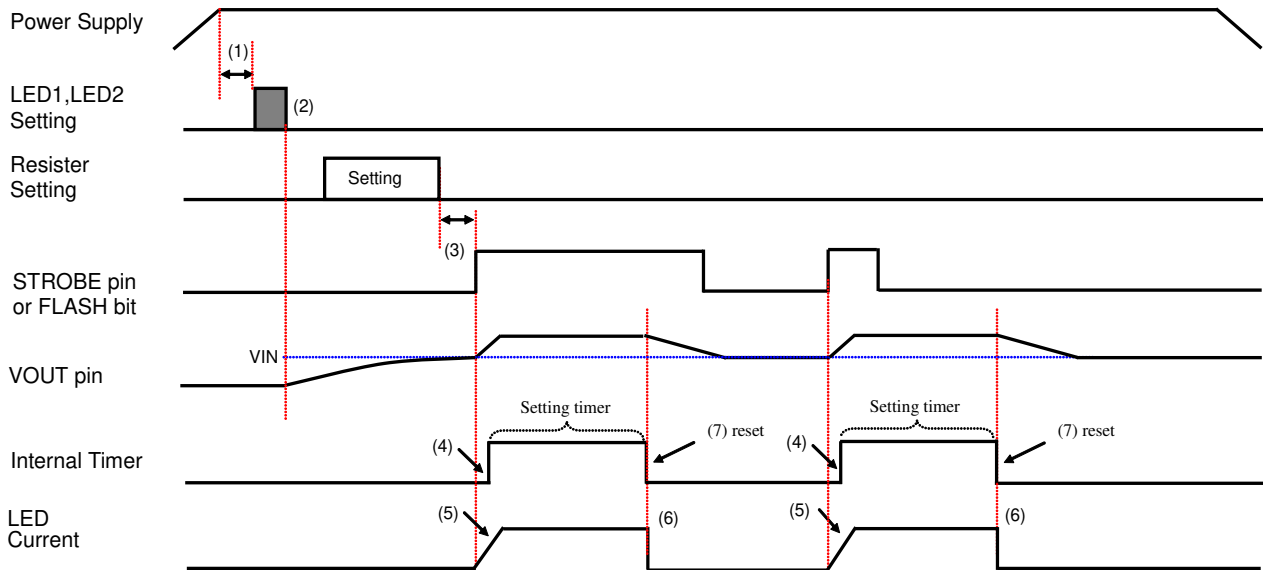 Power Supply
(1)
LED1,LED2
Setting
(2)
Resister
Setting
Setting
(3)
STROBE pin
or FLASH bit
VIN
VOUT pin
Setting timer
Setting timer
(4)
(7) reset
(4)
(7) reset
Internal Timer
LED
Current
(5)
(6)
(5)
(6)